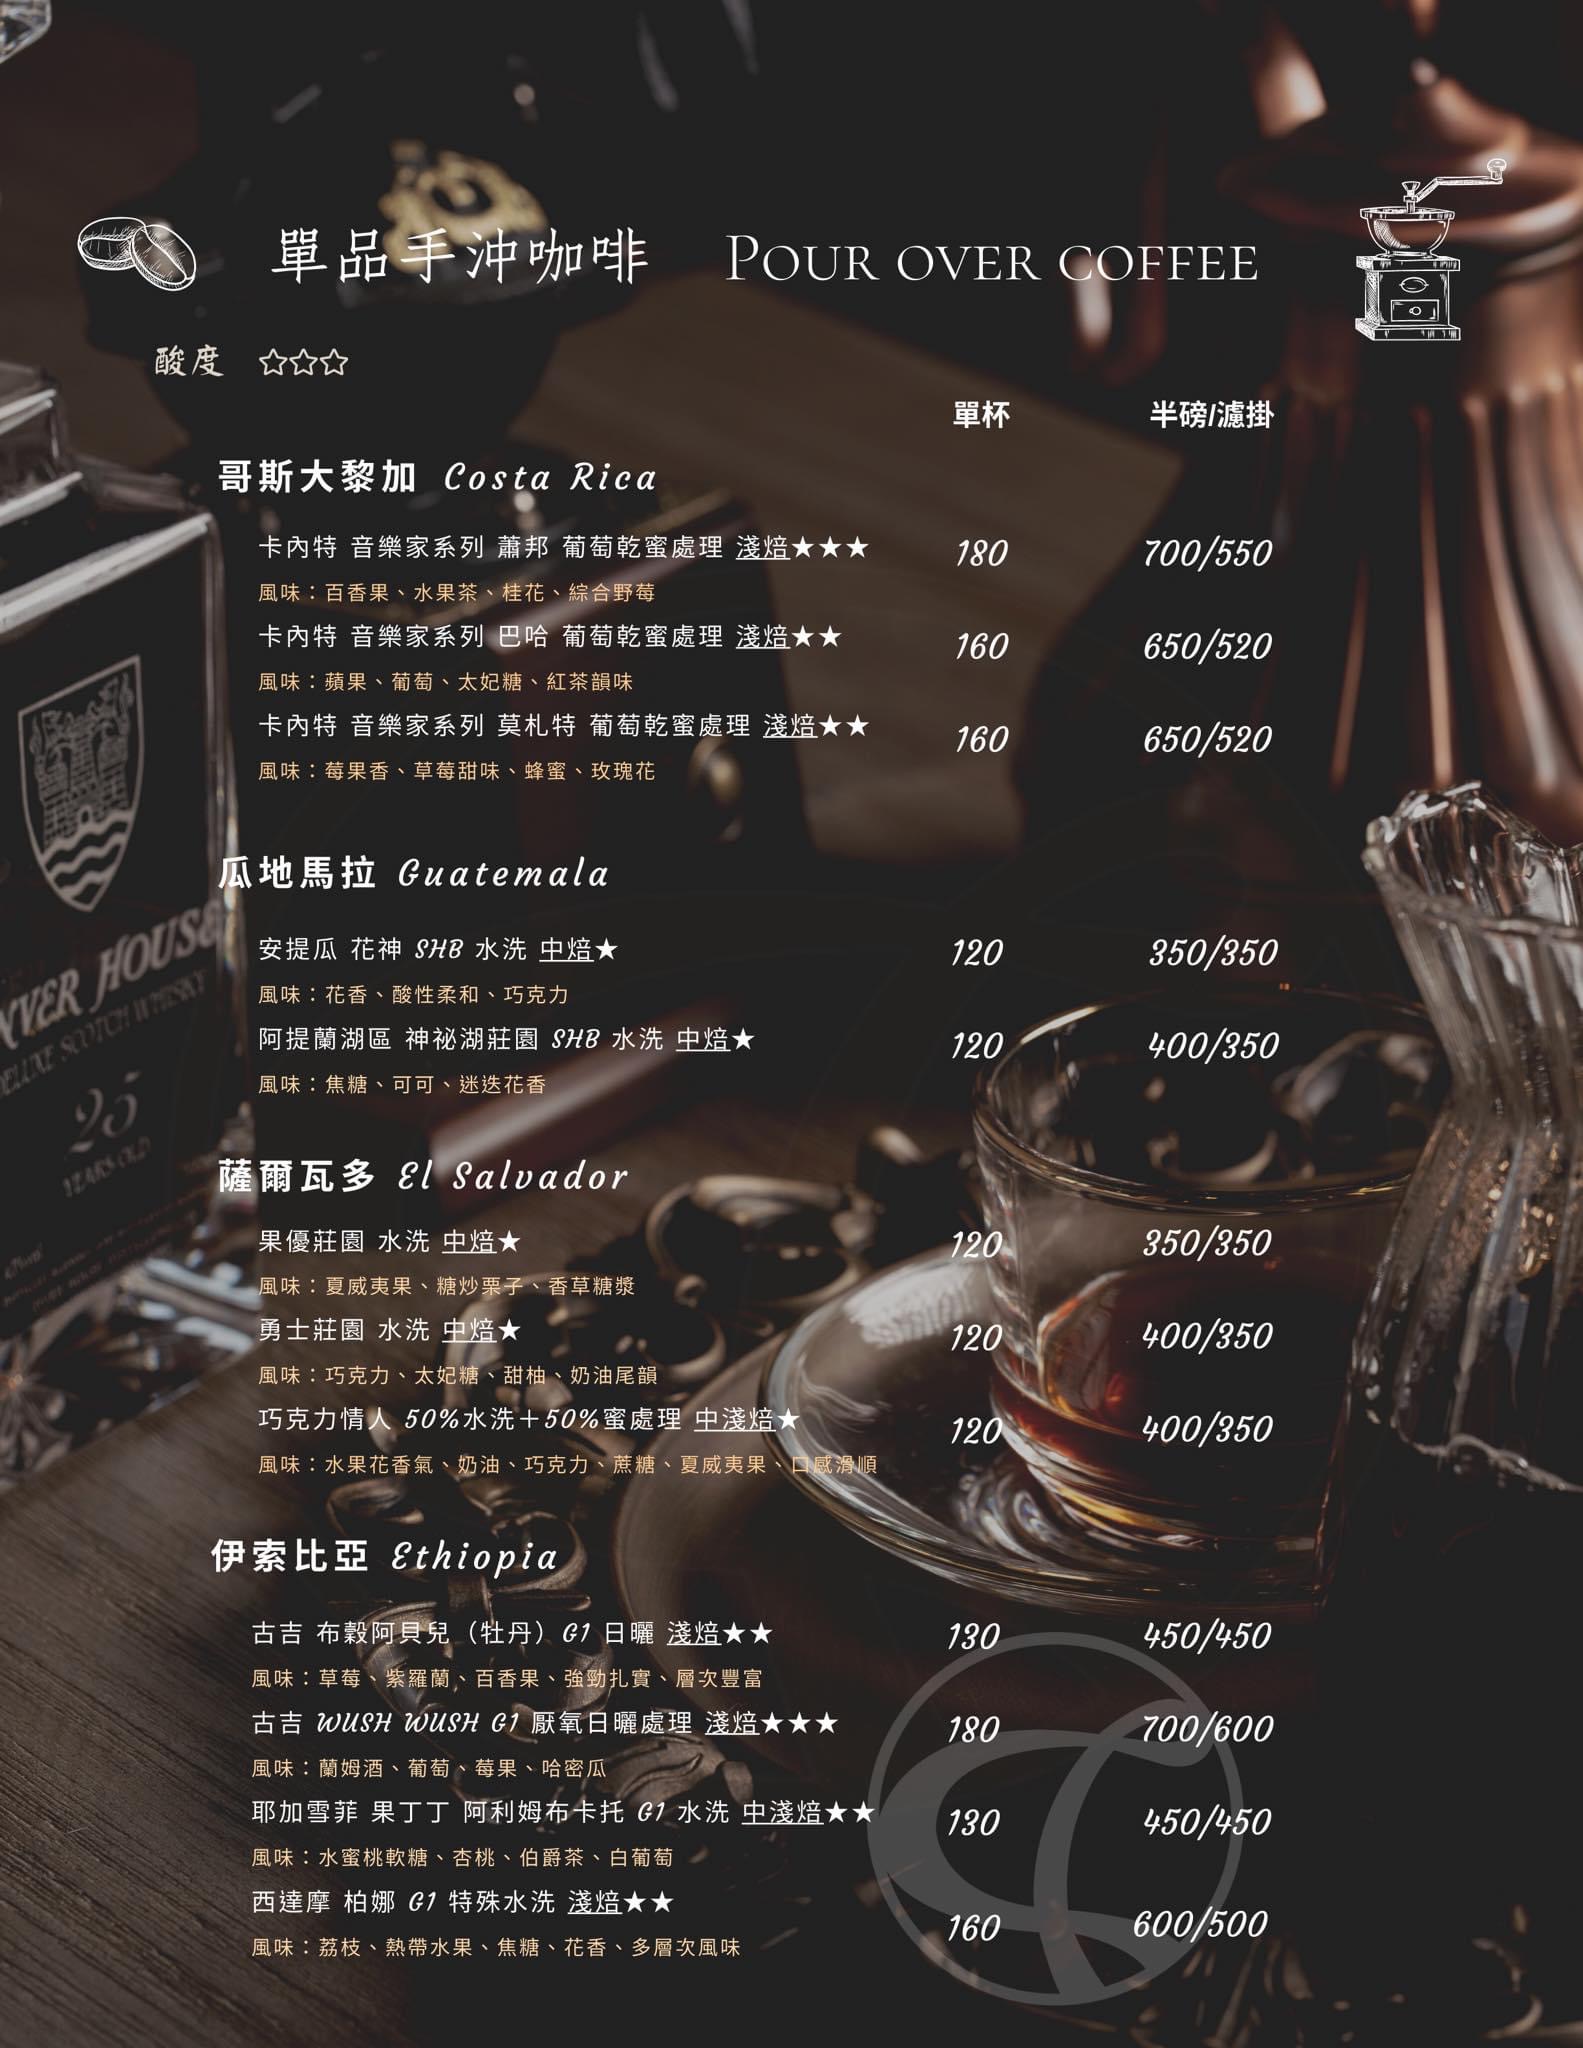 單品手沖咖啡 POUR OVER COFFEE
酸度 ☆☆☆
單杯 半磅/濾掛
哥斯大黎加 Costa Rica
卡內特 音樂家系列 蕭邦 葡萄乾蜜處理 淺焙★★★ 180 700/550
風味：百香果、水果茶、桂花、綜合野莓
卡內特 音樂家系列 巴哈 葡萄乾蜜處理 淺焙★★ 160 650/520
風味：蘋果、葡萄、太妃糖、紅茶韻味
卡內特 音樂家系列 莫札特 葡萄乾蜜處理 淺焙★★ 160 650/520
風味：莓果香、草莓甜味、蜂蜜、玫瑰花
瓜地馬拉 Guatemala
安提瓜 花神 SHB 水洗 中焙★ 120 350/350
風味：花香、酸性柔和、巧克力
阿提蘭湖區 神祕湖莊園 SHB 水洗 中焙★ 120 400/350
風味：焦糖、可可、迷迭花香
薩爾瓦多 El Salvador
果優莊園 水洗 中焙★ 120 350/350
風味：夏威夷果、糖炒栗子、香草糖漿
勇士莊園 水洗 中焙★ 120 400/350
風味：巧克力、太妃糖、甜柚、奶油尾韻
巧克力情人 50%水洗＋50%蜜處理 中淺焙★ 120 400/350
風味：水果花香氣、奶油、巧克力、蔗糖、夏威夷果、口感滑順
伊索比亞 Ethiopia
古吉 布穀阿貝兒（牡丹）G1 日曬 淺焙★★ 130 450/450
風味：草莓、紫羅蘭、百香果、強勁扎實、層次豐富
古吉 WUSH WUSH G1 厭氧日曬處理 淺焙★★★ 180 700/600
風味：蘭姆酒、葡萄、莓果、哈密瓜
耶加雪菲 果丁丁 阿利姆布卡托 G1 水洗 中淺焙★★ 130 450/450
風味：水蜜桃軟糖、杏桃、伯爵茶、白葡萄
西達摩 柏娜 G1 特殊水洗 淺焙★★ 160 600/500
風味：荔枝、熱帶水果、焦糖、花香、多層次風味
HOUSE
DELUXE SCOTCH WHISKY
25
YEARS OLD